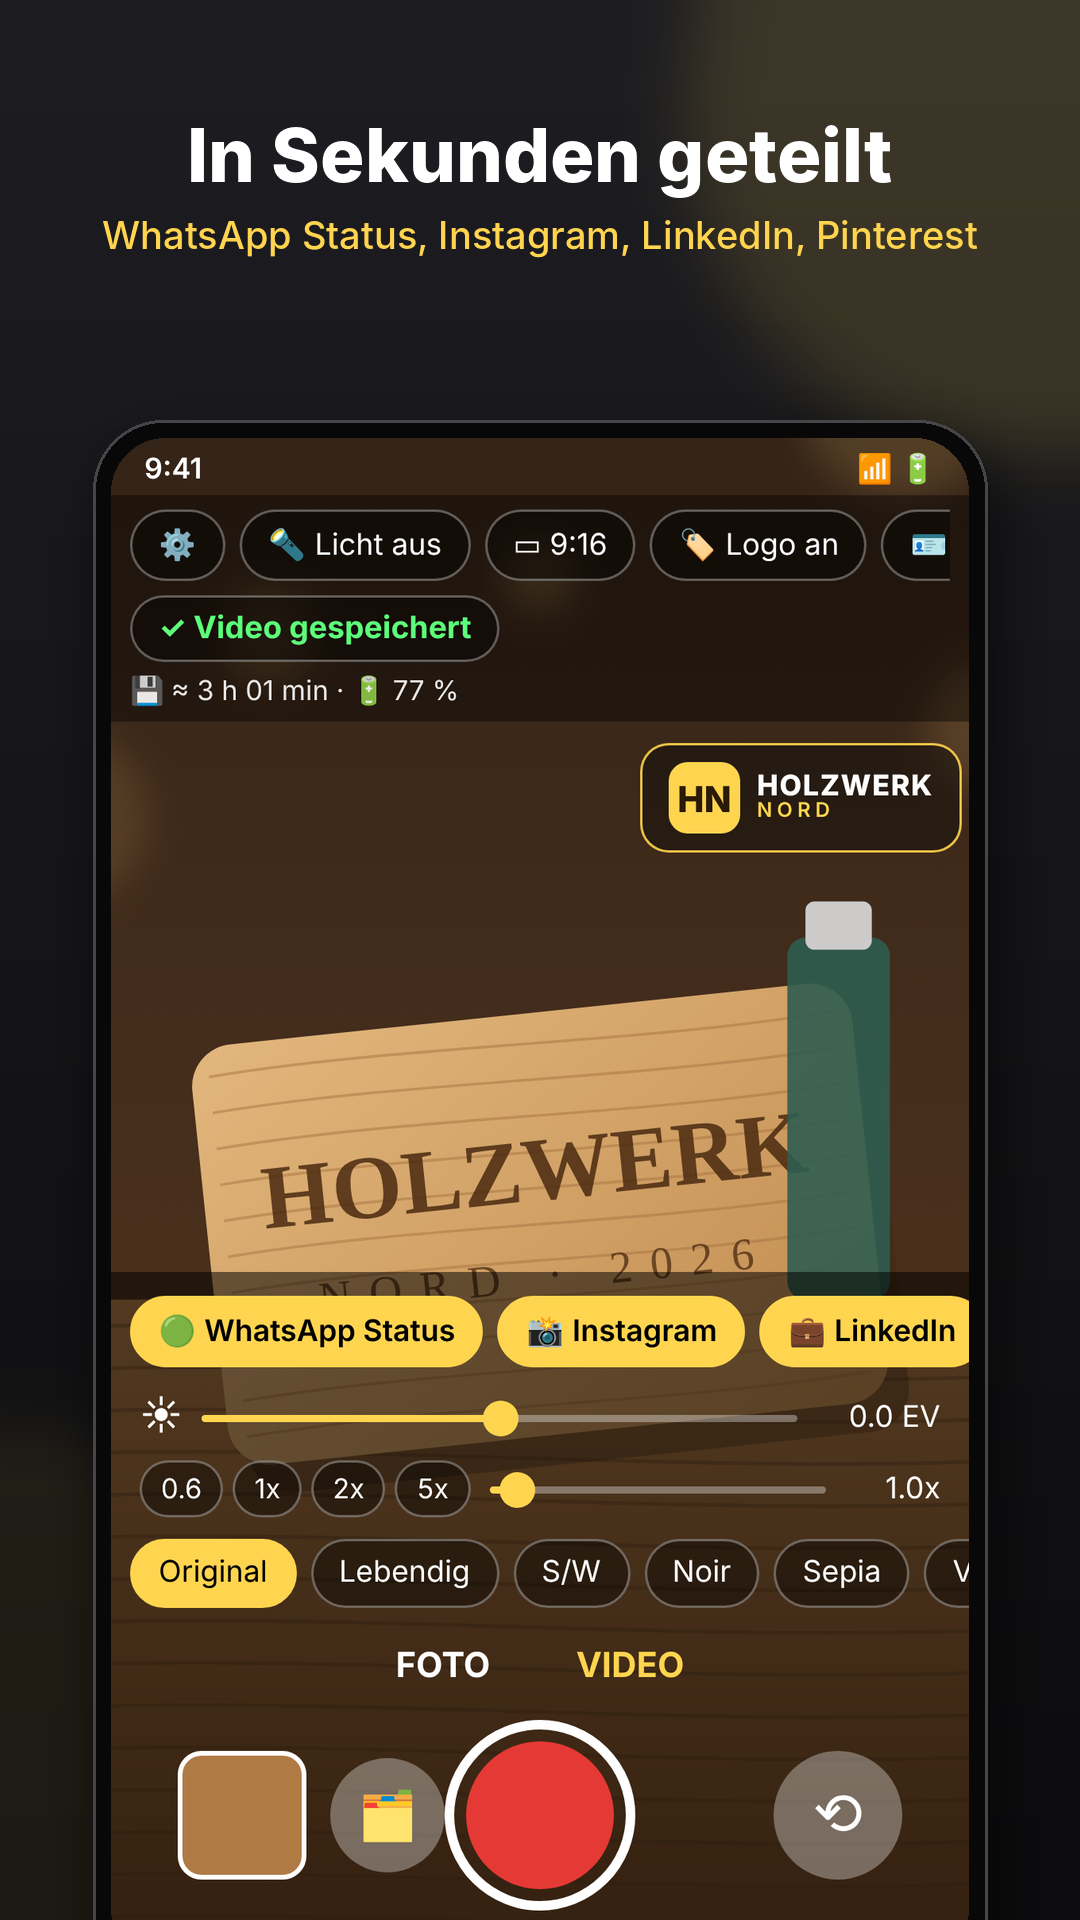 In Sekunden geteilt
WhatsApp Status, Instagram, LinkedIn, Pinterest
9:41
Licht aus
9:16
Logo an
✓ Video gespeichert
≈ 3 h 01 min · 77 %
HN
HOLZWERK
NORD
HOLZWERK
NORD · 2026
WhatsApp Status
Instagram
LinkedIn
0.0 EV
0.6 1x 2x 5x 1.0x
Original Lebendig S/W Noir Sepia
FOTO VIDEO